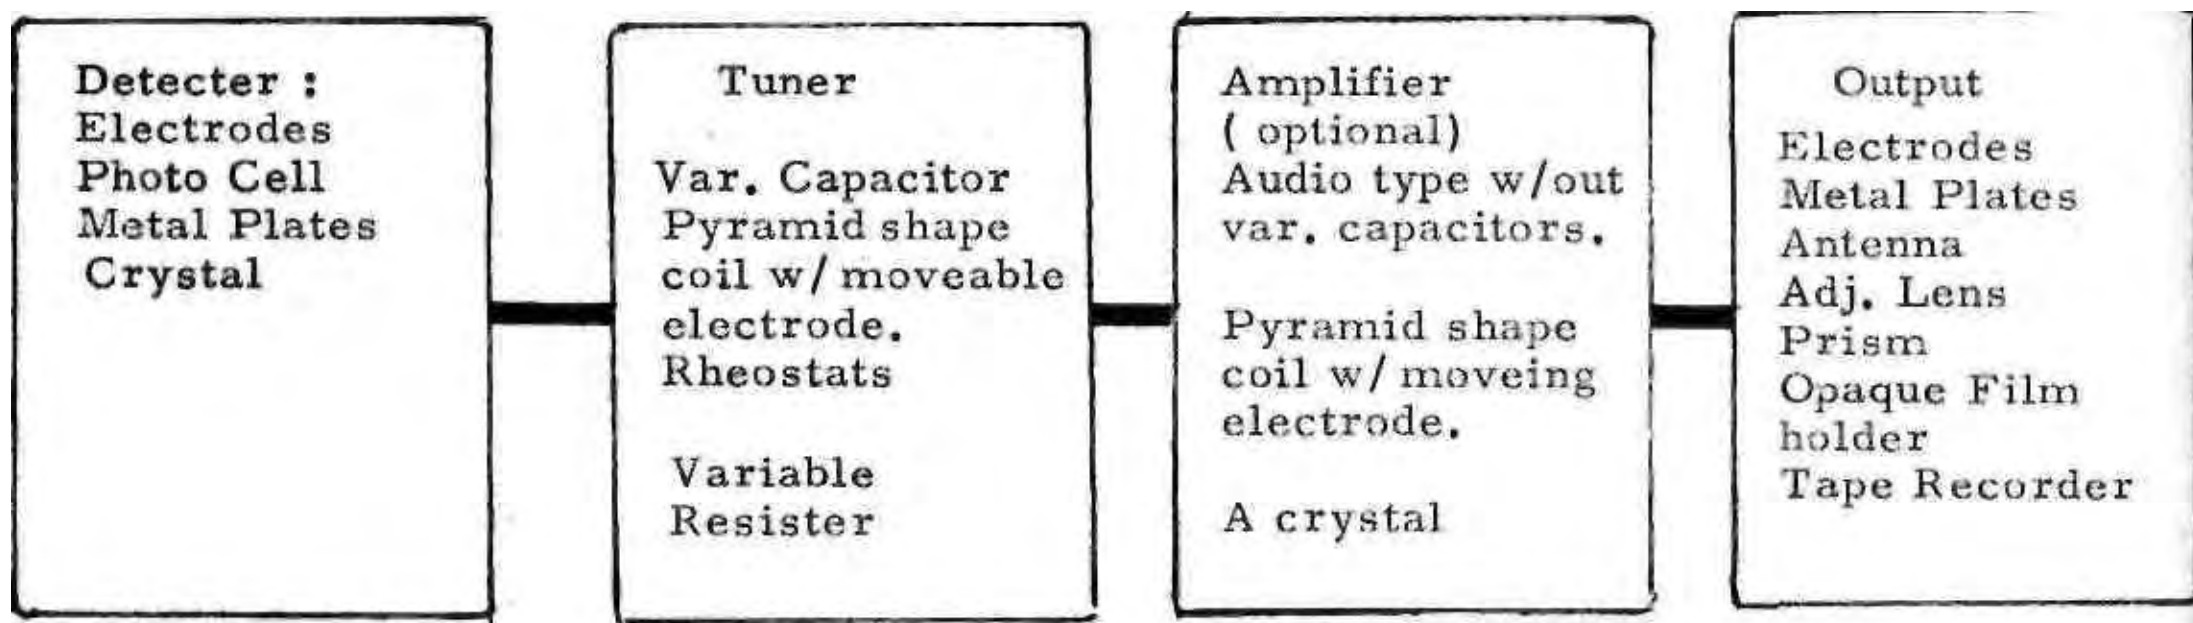 Detecter :
Electrodes
Photo Cell
Metal Plates
Crystal
Tuner
Var. Capacitor
Pyramid shape
coil w/ moveable
electrode.
Rheostats
Variable
Resister
Amplifier
( optional)
Audio type w/out
var. capacitors.
Pyramid shape
coil w/ moveing
electrode.
A crystal
Output
Electrodes
Metal Plates
Antenna
Adj. Lens
Prism
Opaque Film
holder
Tape Recorder